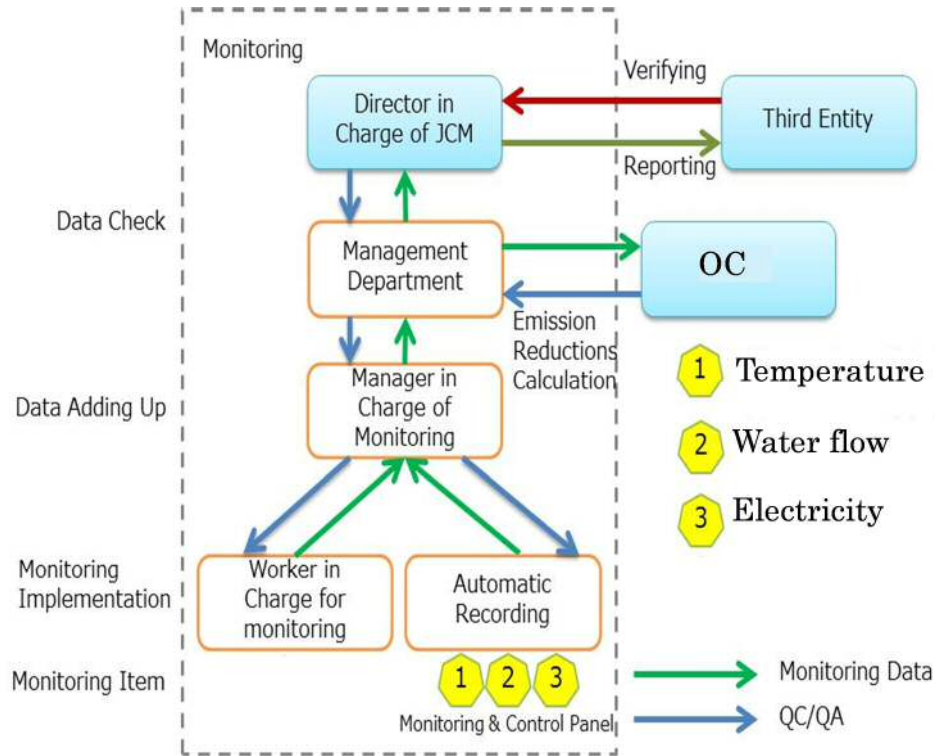 Monitoring
Verifying
Director in
Charge of JCM
Third Entity
Reporting
Data Check
Management
Department
OC
Emission
Reductions
Calculation
1 Temperature
Data Adding Up
Manager in
Charge of
Monitoring
2 Water flow
3 Electricity
Monitoring
Implementation
Worker in
Charge for
monitoring
Automatic
Recording
Monitoring Item
1 2 3
Monitoring & Control Panel
Monitoring Data
QC/QA